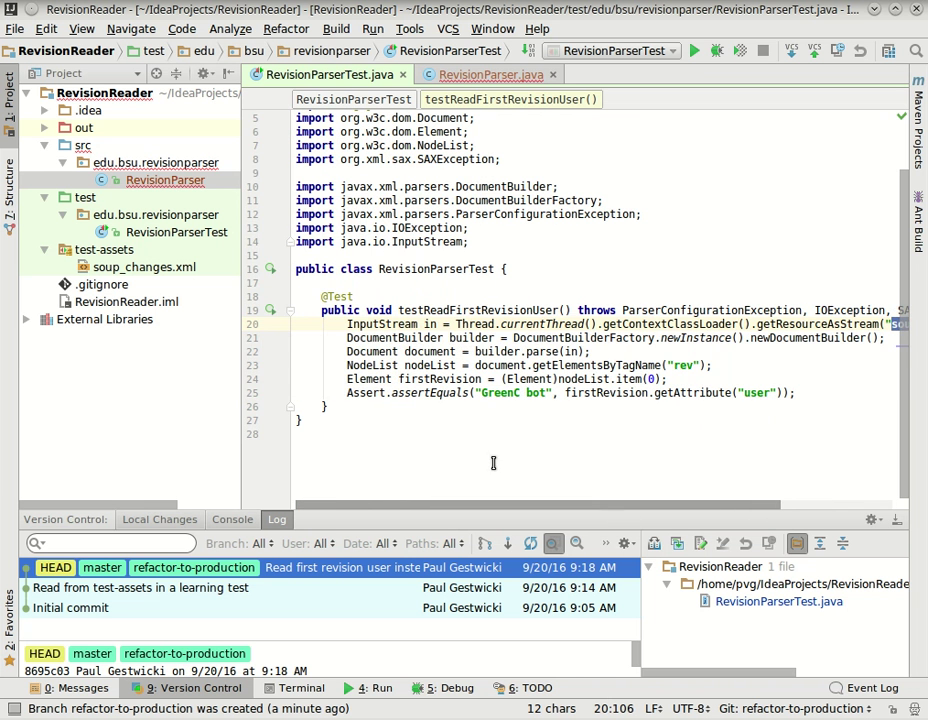 RevisionReader - [~/IdeaProjects/RevisionReader] - [RevisionReader] - ~/IdeaProjects/RevisionReader/test/edu/bsu/revisionparser/RevisionParserTest.java - I...
File Edit View Navigate Code Analyze Refactor Build Run Tools VCS Window Help
RevisionReader test edu bsu revisionparser RevisionParserTest RevisionParserTest VCS VCS
1: Project
7: Structure
2: Favorites
Project
RevisionReader ~/IdeaProjects/
.idea
out
src
edu.bsu.revisionparser
RevisionParser
test
edu.bsu.revisionparser
RevisionParserTest
test-assets
soup_changes.xml
.gitignore
RevisionReader.iml
External Libraries
RevisionParserTest.java RevisionParser.java
RevisionParserTest testReadFirstRevisionUser()
5 import org.w3c.dom.Document;
6 import org.w3c.dom.Element;
7 import org.w3c.dom.NodeList;
8 import org.xml.sax.SAXException;
9
10 import javax.xml.parsers.DocumentBuilder;
11 import javax.xml.parsers.DocumentBuilderFactory;
12 import javax.xml.parsers.ParserConfigurationException;
13 import java.io.IOException;
14 import java.io.InputStream;
15
16 public class RevisionParserTest {
17
18 @Test
19 public void testReadFirstRevisionUser() throws ParserConfigurationException, IOException, SA
20 InputStream in = Thread.currentThread().getContextClassLoader().getResourceAsStream("sou
21 DocumentBuilder builder = DocumentBuilderFactory.newInstance().newDocumentBuilder();
22 Document document = builder.parse(in);
23 NodeList nodeList = document.getElementsByTagName("rev");
24 Element firstRevision = (Element)nodeList.item(0);
25 Assert.assertEquals("GreenC bot", firstRevision.getAttribute("user"));
26 }
27 }
28
Maven Projects
Ant Build
Version Control: Local Changes Console Log
Branch: All User: All Date: All Paths: All
HEAD master refactor-to-production Read first revision user inste Paul Gestwicki 9/20/16 9:18 AM
Read from test-assets in a learning test Paul Gestwicki 9/20/16 9:14 AM
Initial commit Paul Gestwicki 9/20/16 9:05 AM
HEAD master refactor-to-production
8695c03 Paul Gestwicki on 9/20/16 at 9:18 AM
RevisionReader 1 file
/home/pvg/IdeaProjects/RevisionReade
RevisionParserTest.java
0: Messages 9: Version Control Terminal 4: Run 5: Debug 6: TODO Event Log
Branch refactor-to-production was created (a minute ago) 12 chars 20:106 LF UTF-8 Git: refactor-to-production